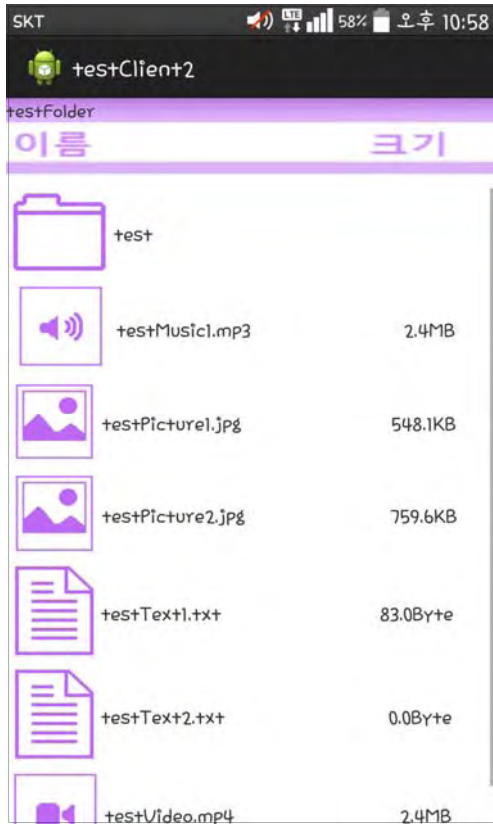 SKT LTE 58% 오후 10:58
testClient2
testFolder
이름 크기
test
testMusic1.mp3 2.4MB
testPicture1.jpg 548.1KB
testPicture2.jpg 759.6KB
testText1.txt 83.0Byte
testText2.txt 0.0Byte
testVideo.mp4 2.4MB